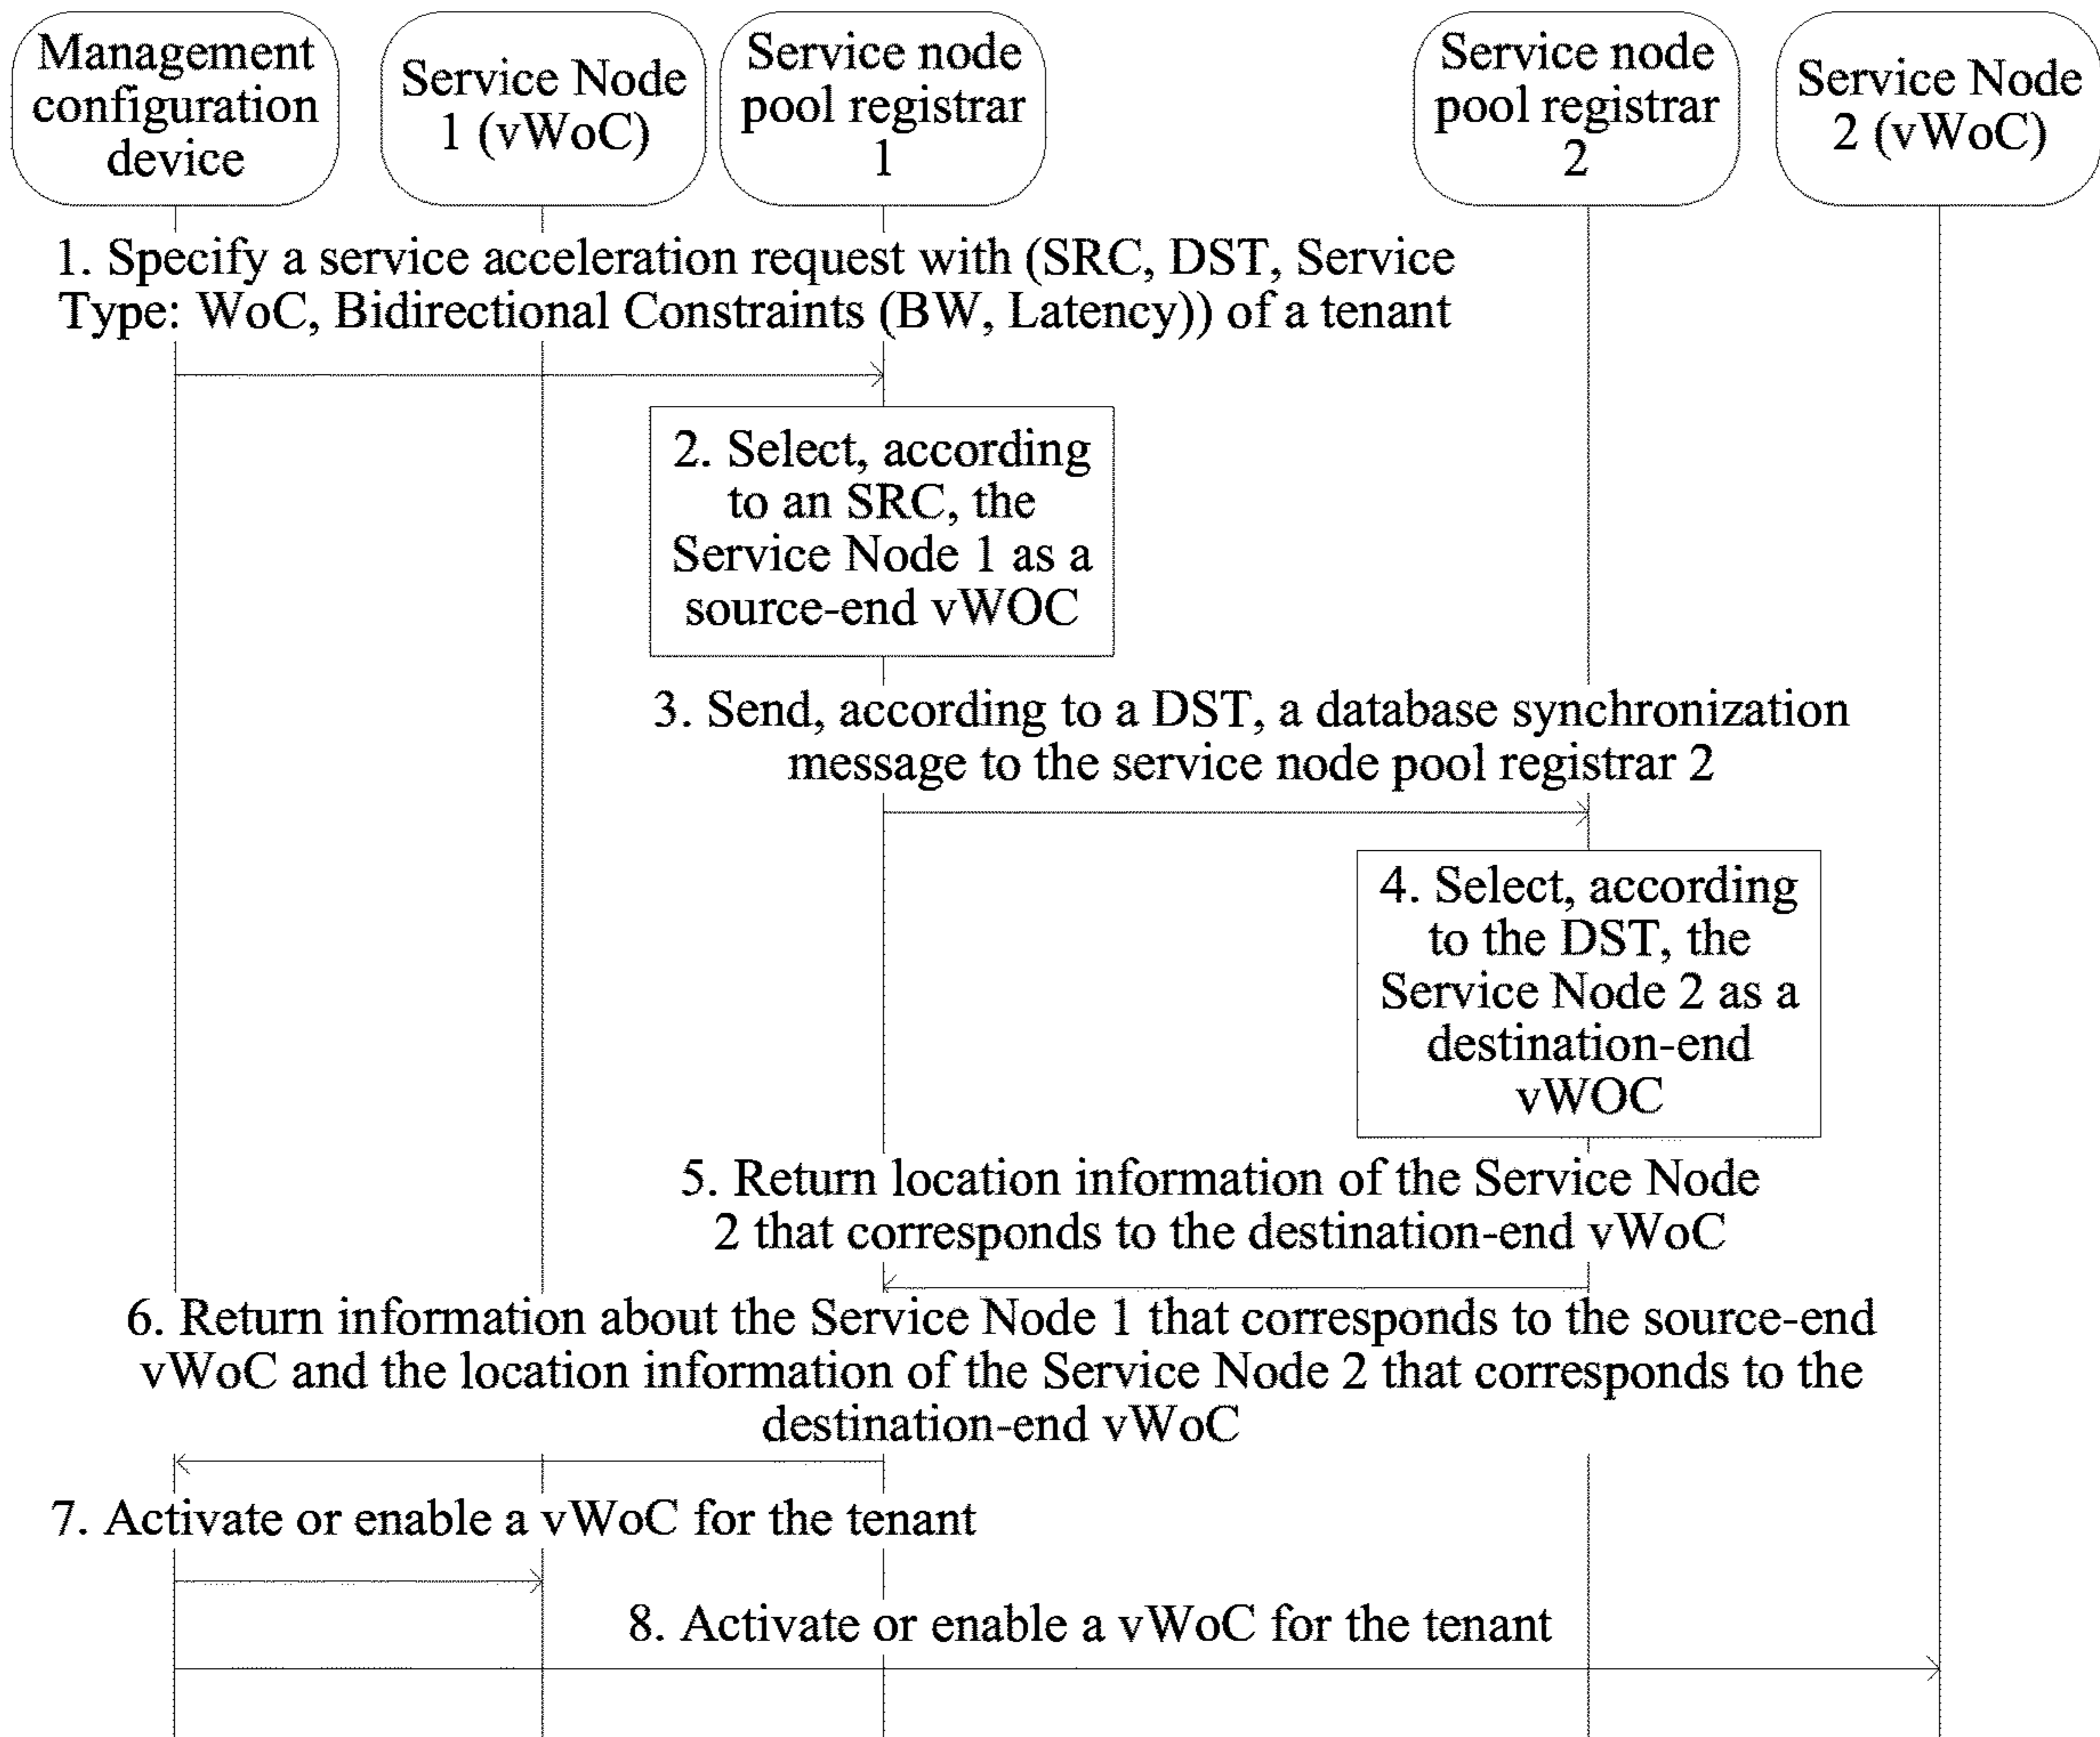 Management
configuration
device
Service Node
1 (vWoC)
Service node
pool registrar
1
Service node
pool registrar
2
Service Node
2 (vWoC)
1. Specify a service acceleration request with (SRC, DST, Service
Type: WoC, Bidirectional Constraints (BW, Latency)) of a tenant
2. Select, according
to an SRC, the
Service Node 1 as a
source-end vWOC
3. Send, according to a DST, a database synchronization
message to the service node pool registrar 2
4. Select, according
to the DST, the
Service Node 2 as a
destination-end
vWOC
5. Return location information of the Service Node
2 that corresponds to the destination-end vWoC
6. Return information about the Service Node 1 that corresponds to the source-end
vWoC and the location information of the Service Node 2 that corresponds to the
destination-end vWoC
7. Activate or enable a vWoC for the tenant
8. Activate or enable a vWoC for the tenant